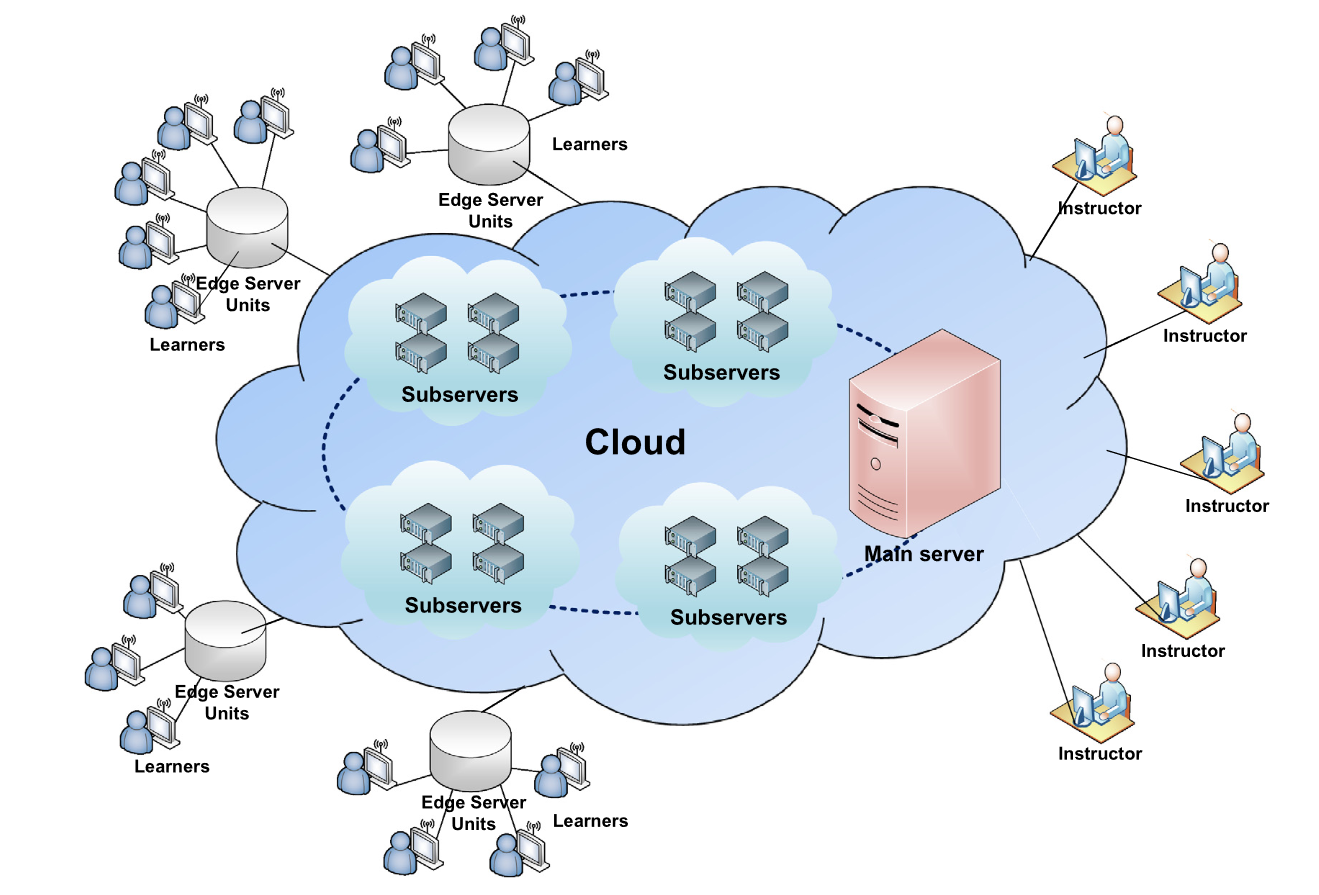 Learners
Edge Server
Units
Instructor
Edge Server
Units
Learners
Instructor
Subservers
Subservers
Cloud
Instructor
Main server
Subservers
Subservers
Instructor
Edge Server
Units
Learners
Instructor
Edge Server
Units
Learners